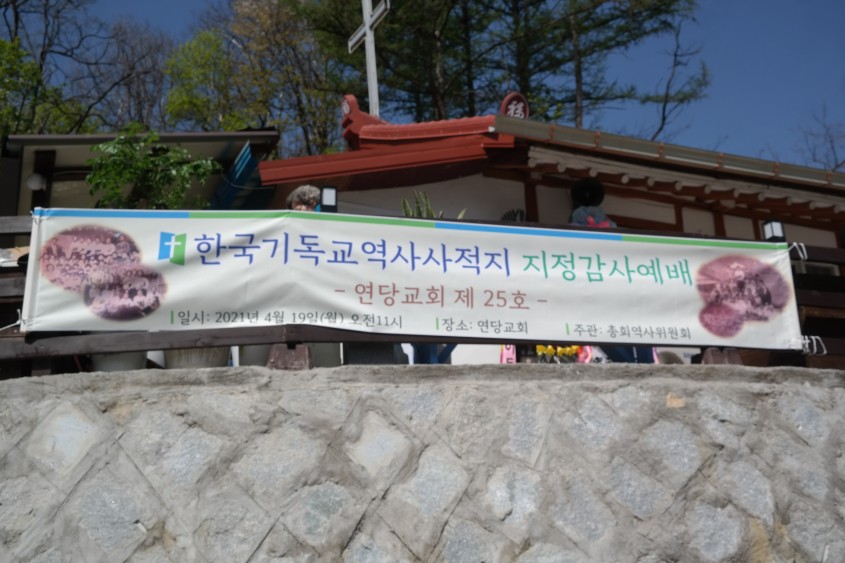 한국기독교역사사적지 지정감사예배
- 연당교회 제 25호 -
일시: 2021년 4월 19일(월) 오전11시 장소: 연당교회 주관: 총회역사위원회